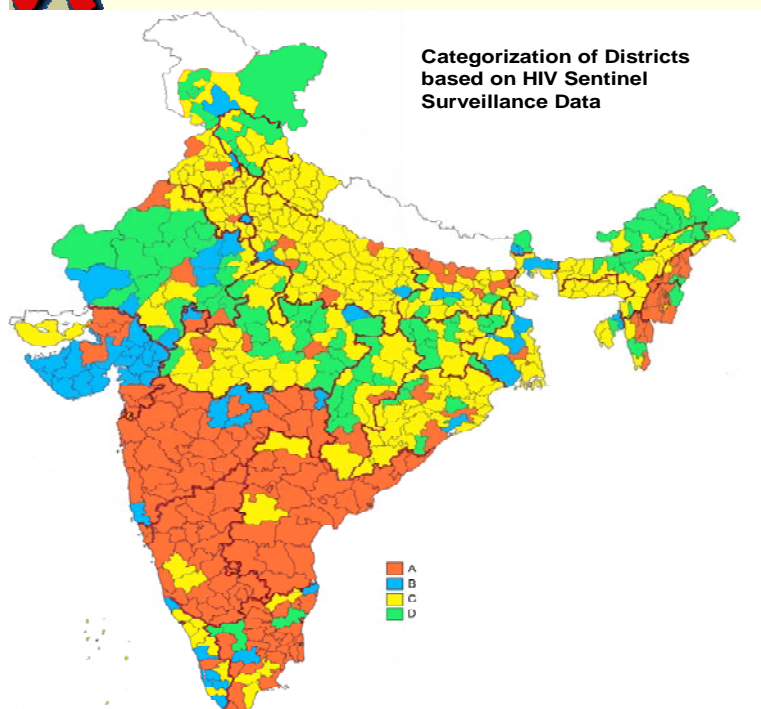 Categorization of Districts
based on HIV Sentinel
Surveillance Data
A
B
C
D